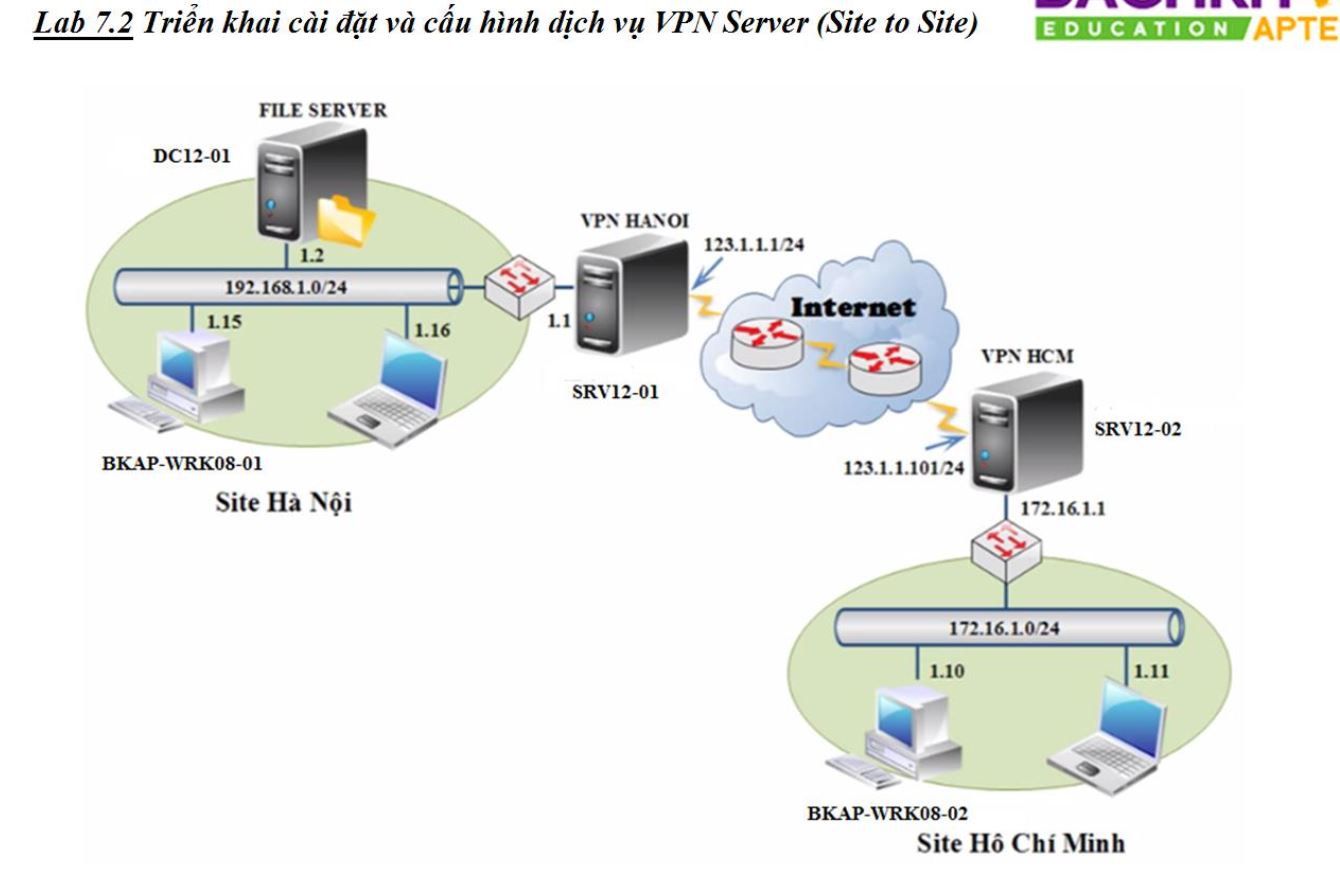 Lab 7.2 Triển khai cài đặt và cấu hình dịch vụ VPN Server (Site to Site)
EDUCATION APTE
FILE SERVER
DC12-01
1.2
192.168.1.0/24
1.15
1.16
BKAP-WRK08-01
Site Hà Nội
VPN HANOI
123.1.1.1/24
1.1
SRV12-01
Internet
VPN HCM
SRV12-02
123.1.1.101/24
172.16.1.1
172.16.1.0/24
1.10
1.11
BKAP-WRK08-02
Site Hồ Chí Minh